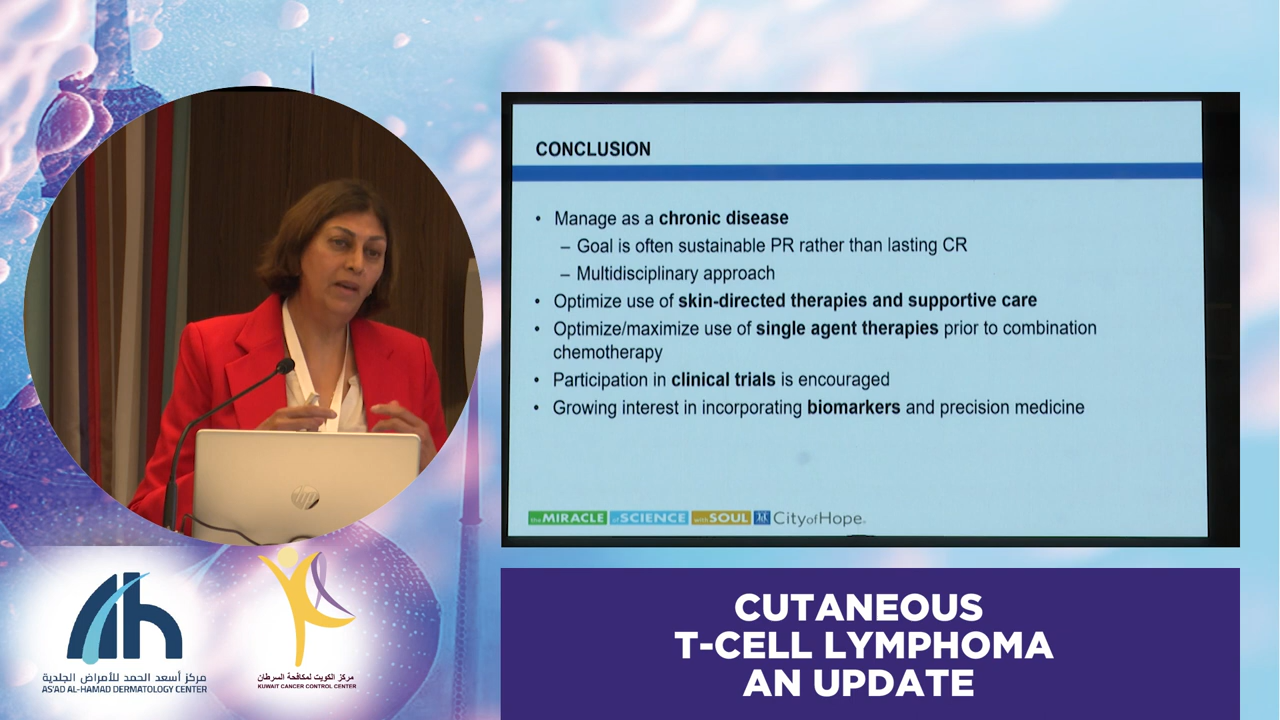 CONCLUSION
• Manage as a chronic disease
– Goal is often sustainable PR rather than lasting CR
– Multidisciplinary approach
• Optimize use of skin-directed therapies and supportive care
• Optimize/maximize use of single agent therapies prior to combination
chemotherapy
• Participation in clinical trials is encouraged
• Growing interest in incorporating biomarkers and precision medicine
the MIRACLE of SCIENCE with SOUL City of Hope
hp
مركز أسعد الحمد للأمراض الجلدية
AS'AD AL-HAMAD DERMATOLOGY CENTER
مركز الكويت لمكافحة السرطان
KUWAIT CANCER CONTROL CENTER
CUTANEOUS
T-CELL LYMPHOMA
AN UPDATE